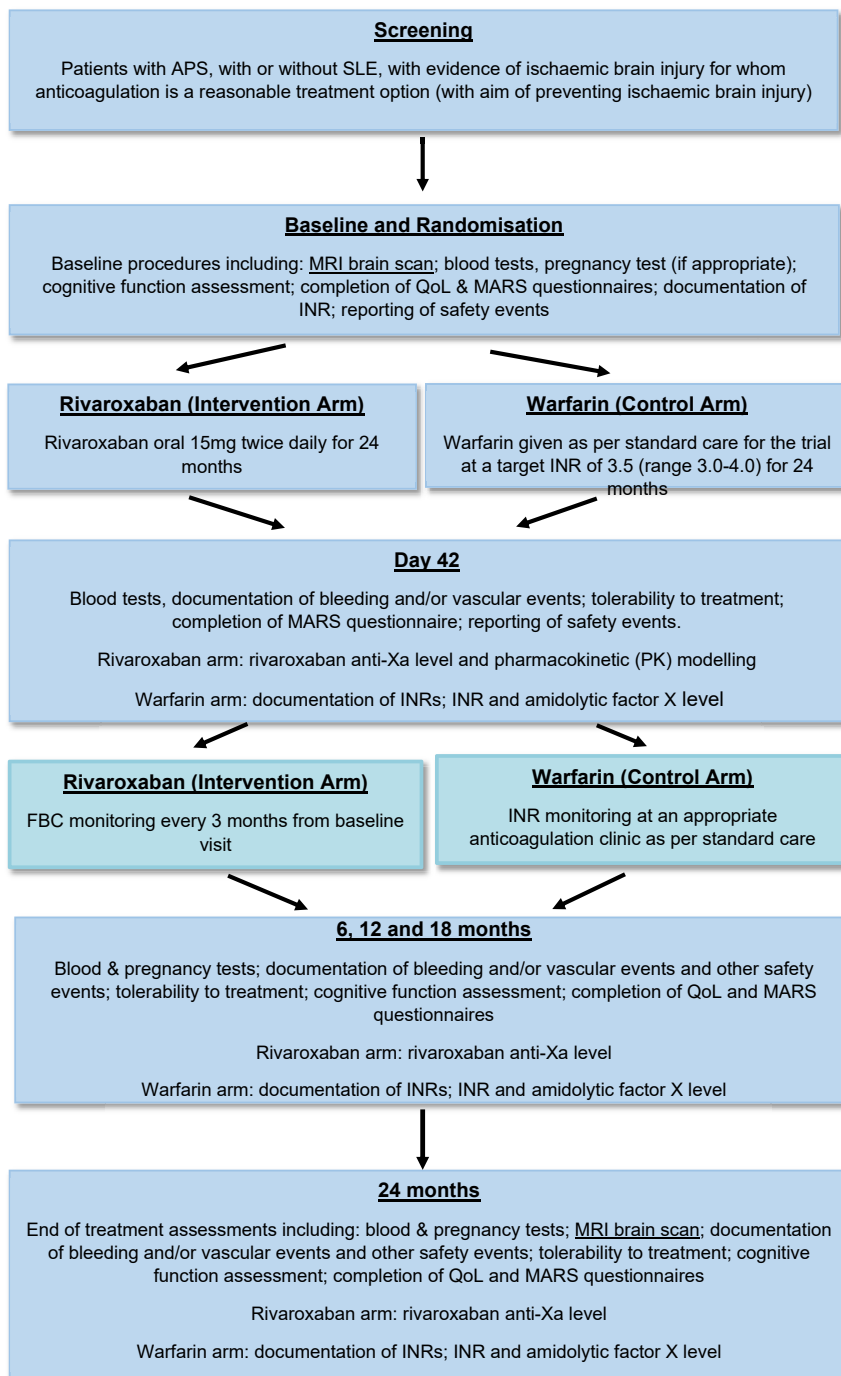 Screening
Patients with APS, with or without SLE, with evidence of ischaemic brain injury for whom
anticoagulation is a reasonable treatment option (with aim of preventing ischaemic brain injury)
Baseline and Randomisation
Baseline procedures including: MRI brain scan; blood tests, pregnancy test (if appropriate);
cognitive function assessment; completion of QoL & MARS questionnaires; documentation of
INR; reporting of safety events
Rivaroxaban (Intervention Arm)
Rivaroxaban oral 15mg twice daily for 24
months
Warfarin (Control Arm)
Warfarin given as per standard care for the trial
at a target INR of 3.5 (range 3.0-4.0) for 24
months
Day 42
Blood tests, documentation of bleeding and/or vascular events; tolerability to treatment;
completion of MARS questionnaire; reporting of safety events.
Rivaroxaban arm: rivaroxaban anti-Xa level and pharmacokinetic (PK) modelling
Warfarin arm: documentation of INRs; INR and amidolytic factor X level
Rivaroxaban (Intervention Arm)
FBC monitoring every 3 months from baseline
visit
Warfarin (Control Arm)
INR monitoring at an appropriate
anticoagulation clinic as per standard care
6, 12 and 18 months
Blood & pregnancy tests; documentation of bleeding and/or vascular events and other safety
events; tolerability to treatment; cognitive function assessment; completion of QoL and MARS
questionnaires
Rivaroxaban arm: rivaroxaban anti-Xa level
Warfarin arm: documentation of INRs; INR and amidolytic factor X level
24 months
End of treatment assessments including: blood & pregnancy tests; MRI brain scan; documentation
of bleeding and/or vascular events and other safety events; tolerability to treatment; cognitive
function assessment; completion of QoL and MARS questionnaires
Rivaroxaban arm: rivaroxaban anti-Xa level
Warfarin arm: documentation of INRs; INR and amidolytic factor X level